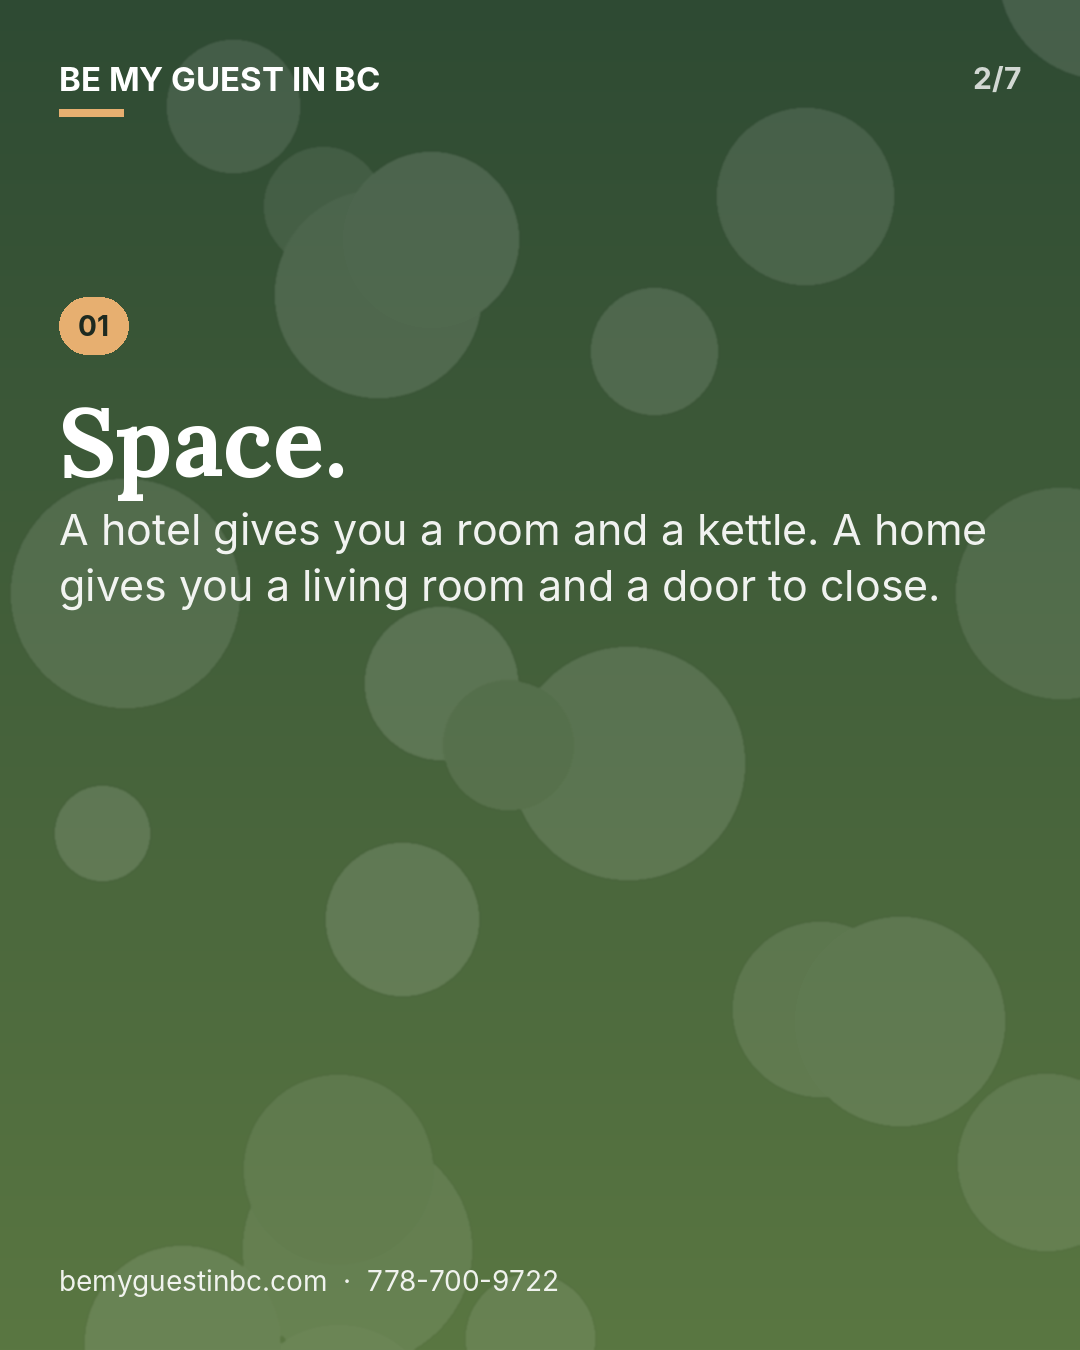 BE MY GUEST IN BC
2/7
01
Space.
A hotel gives you a room and a kettle. A home
gives you a living room and a door to close.
bemyguestinbc.com · 778-700-9722